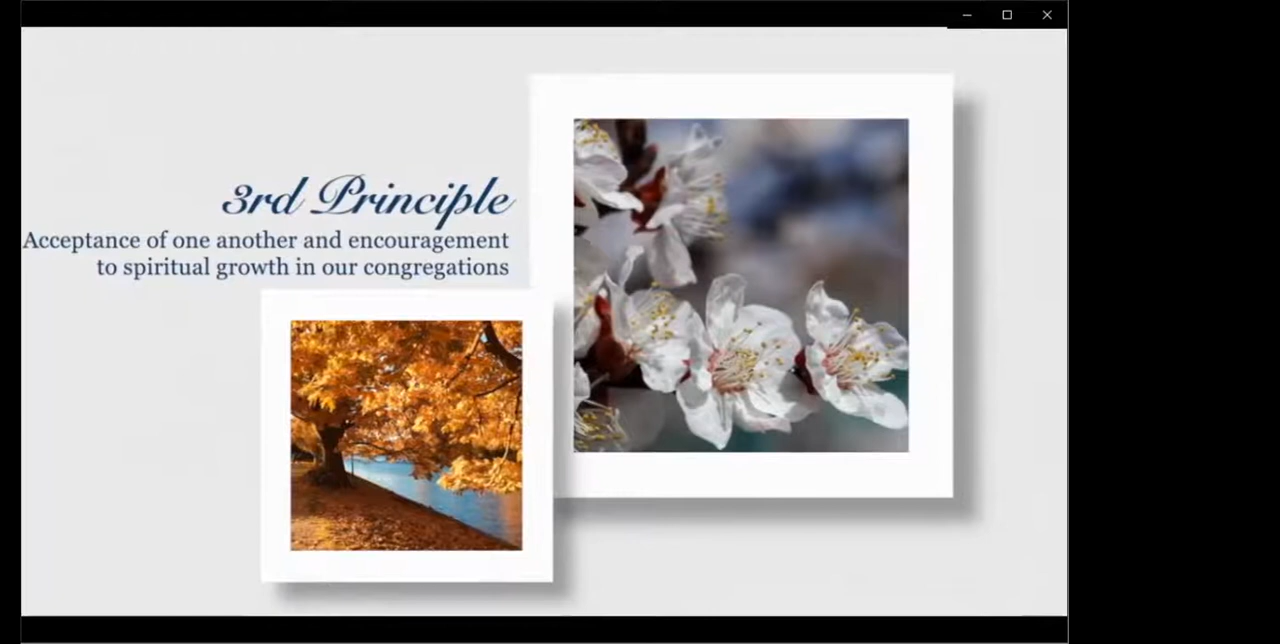 3rd Principle
Acceptance of one another and encouragement
to spiritual growth in our congregations